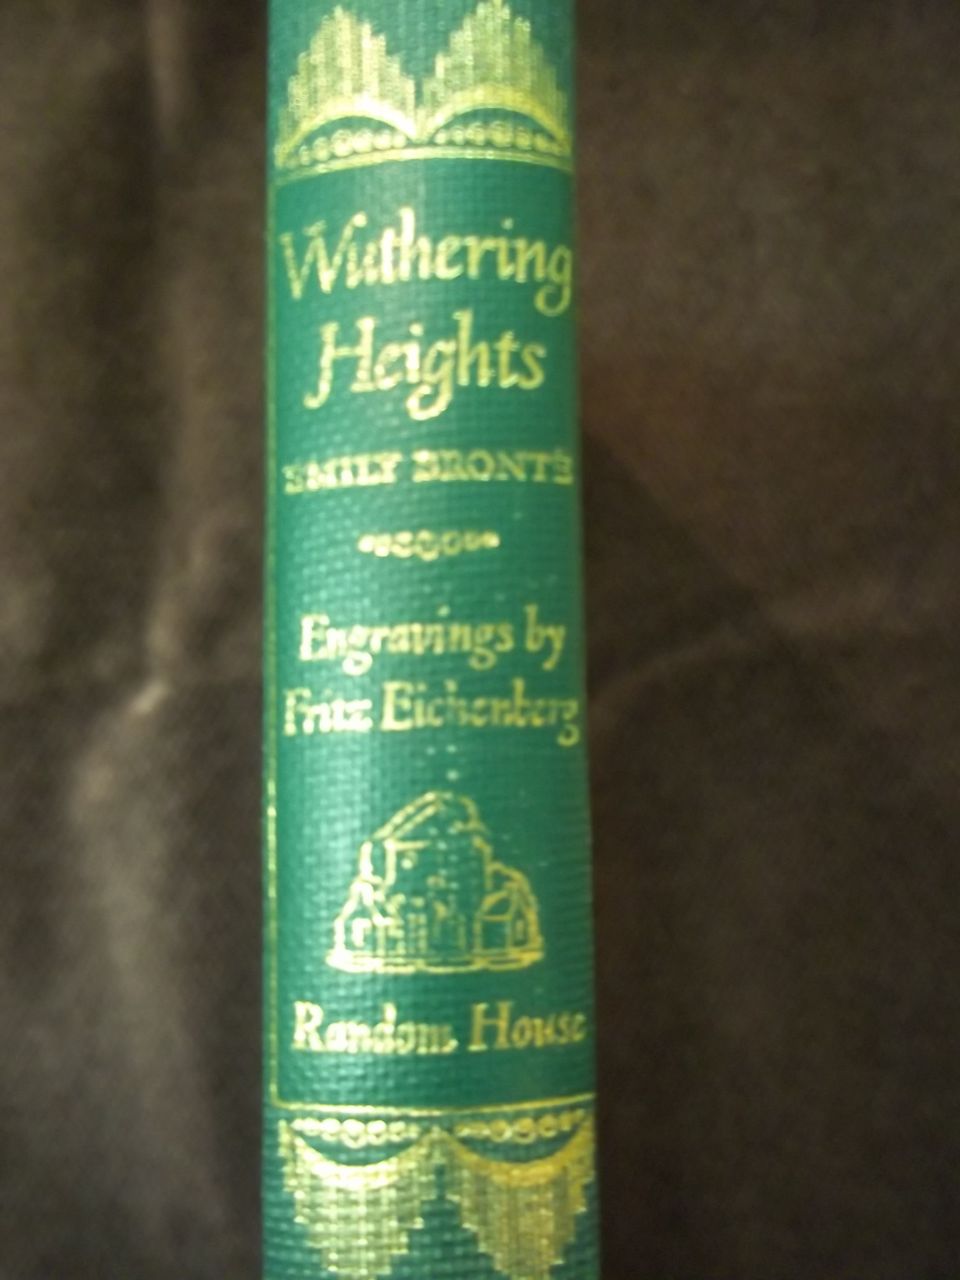 Wuthering
Heights
EMILY BRONTË
Engravings by
Fritz Eichenberg
Random House